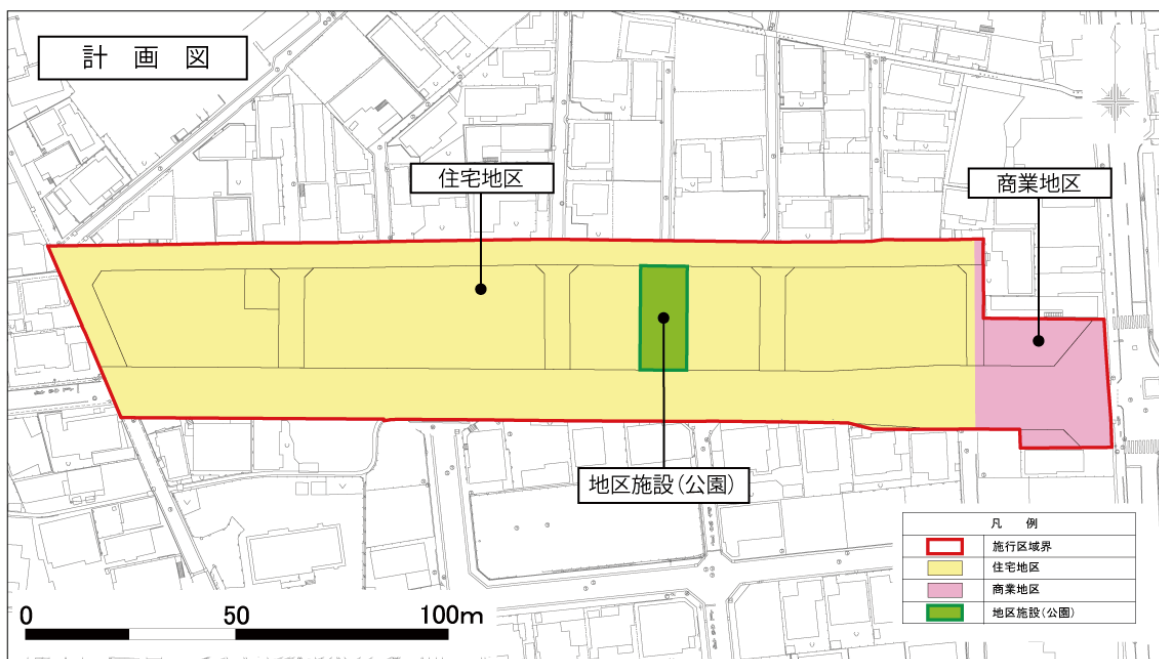 計画図
住宅地区
商業地区
地区施設(公園)
凡 例
施行区域界
住宅地区
商業地区
地区施設(公園)
0 50 100m